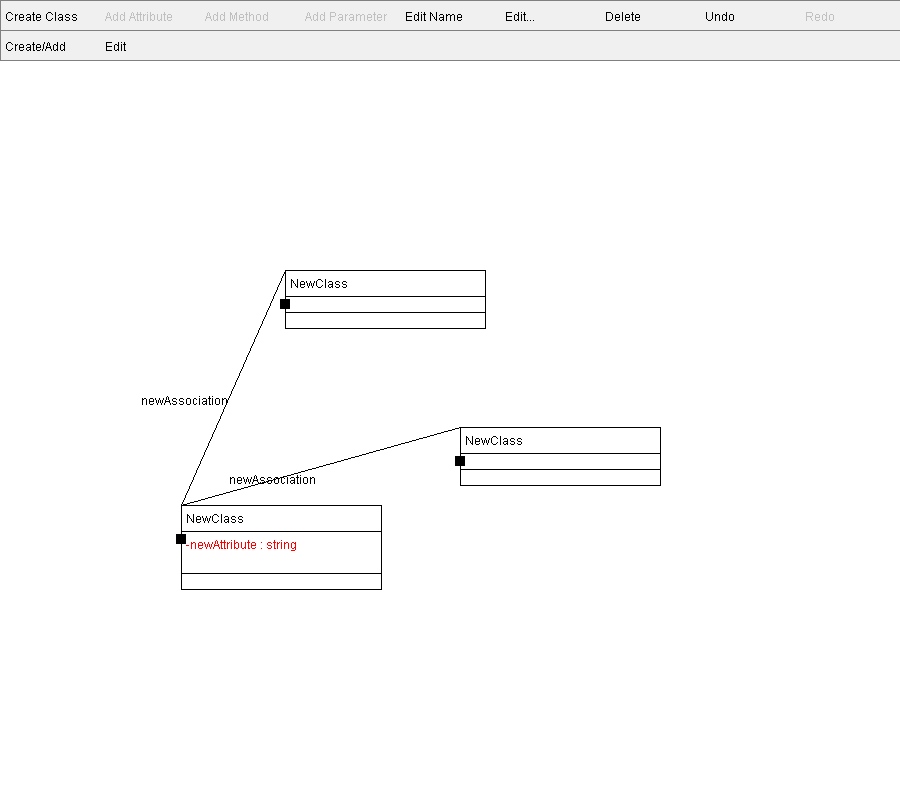 Create Class Add Attribute Add Method Add Parameter Edit Name Edit... Delete Undo Redo
Create/Add Edit
NewClass
newAssociation
NewClass
newAssociation
NewClass
-newAttribute : string